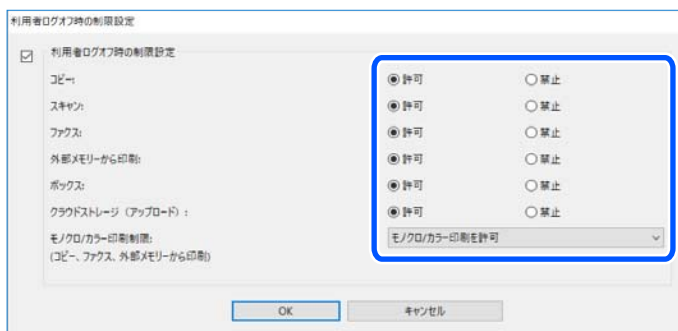 利用者ログオフ時の制限設定
利用者ログオフ時の制限設定
コピー: 許可 禁止
スキャン: 許可 禁止
ファクス: 許可 禁止
外部メモリーから印刷: 許可 禁止
ボックス: 許可 禁止
クラウドストレージ（アップロード）: 許可 禁止
モノクロ/カラー印刷制限: モノクロ/カラー印刷を許可
(コピー、ファクス、外部メモリーから印刷)
OK キャンセル